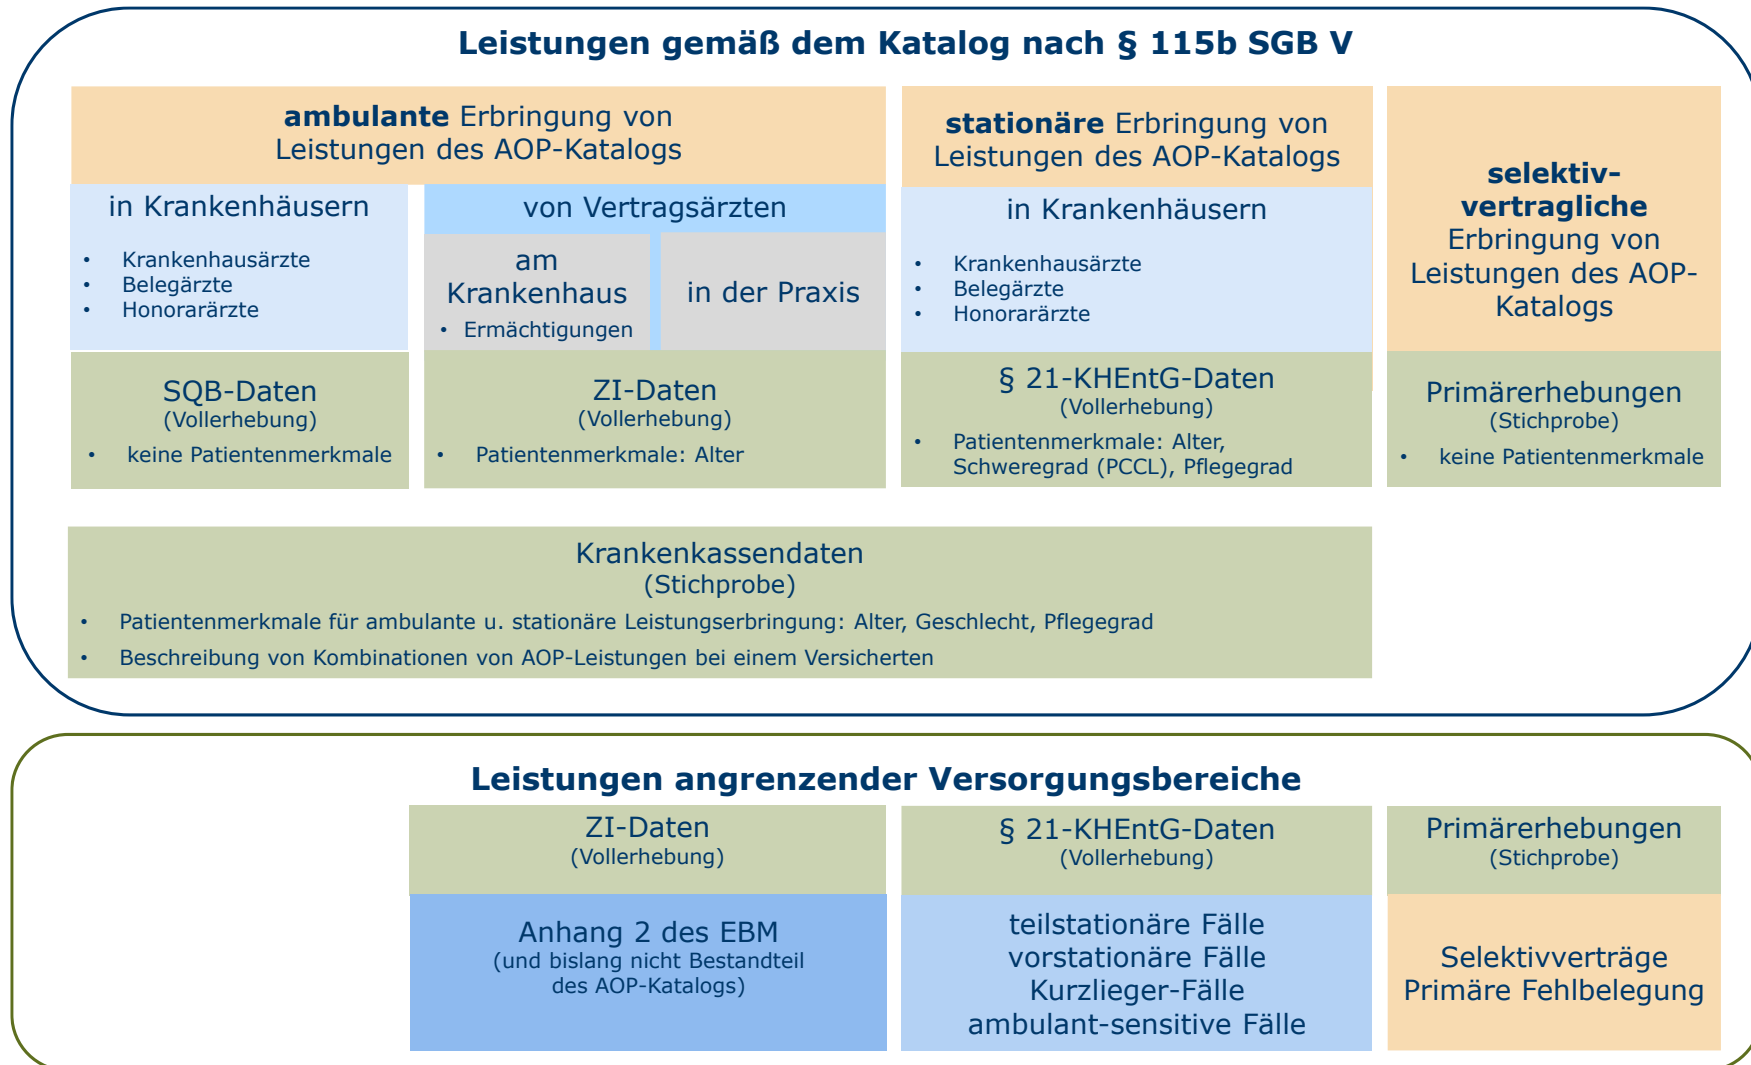 Leistungen gemäß dem Katalog nach § 115b SGB V
ambulante Erbringung von
Leistungen des AOP-Katalogs
in Krankenhäusern
• Krankenhausärzte
• Belegärzte
• Honorarärzte
von Vertragsärzten
am
Krankenhaus
• Ermächtigungen
in der Praxis
SQB-Daten
(Vollerhebung)
• keine Patientenmerkmale
ZI-Daten
(Vollerhebung)
• Patientenmerkmale: Alter
stationäre Erbringung von
Leistungen des AOP-Katalogs
in Krankenhäusern
• Krankenhausärzte
• Belegärzte
• Honorarärzte
§ 21-KHEntG-Daten
(Vollerhebung)
• Patientenmerkmale: Alter,
Schweregrad (PCCL), Pflegegrad
selektiv-
vertragliche
Erbringung von
Leistungen des AOP-
Katalogs
Primärerhebungen
(Stichprobe)
• keine Patientenmerkmale
Krankenkassendaten
(Stichprobe)
• Patientenmerkmale für ambulante u. stationäre Leistungserbringung: Alter, Geschlecht, Pflegegrad
• Beschreibung von Kombinationen von AOP-Leistungen bei einem Versicherten
Leistungen angrenzender Versorgungsbereiche
ZI-Daten
(Vollerhebung)
Anhang 2 des EBM
(und bislang nicht Bestandteil
des AOP-Katalogs)
§ 21-KHEntG-Daten
(Vollerhebung)
teilstationäre Fälle
vorstationäre Fälle
Kurzlieger-Fälle
ambulant-sensitive Fälle
Primärerhebungen
(Stichprobe)
Selektivverträge
Primäre Fehlbelegung